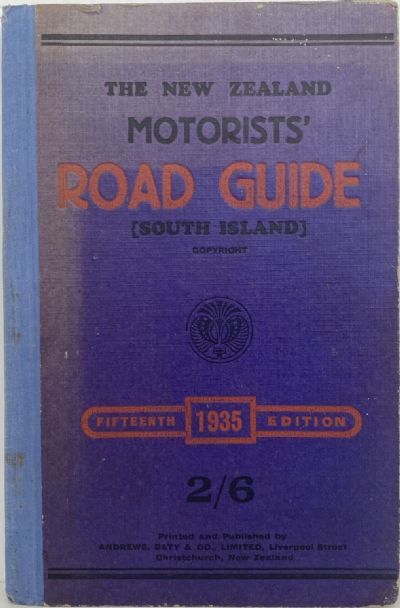 THE NEW ZEALAND
MOTORISTS'
ROAD GUIDE
[SOUTH ISLAND]
COPYRIGHT
FIFTEENTH 1935 EDITION
2/6
Printed and Published by
ANDREWS, BATY & CO., LIMITED, Liverpool Street
Christchurch, New Zealand